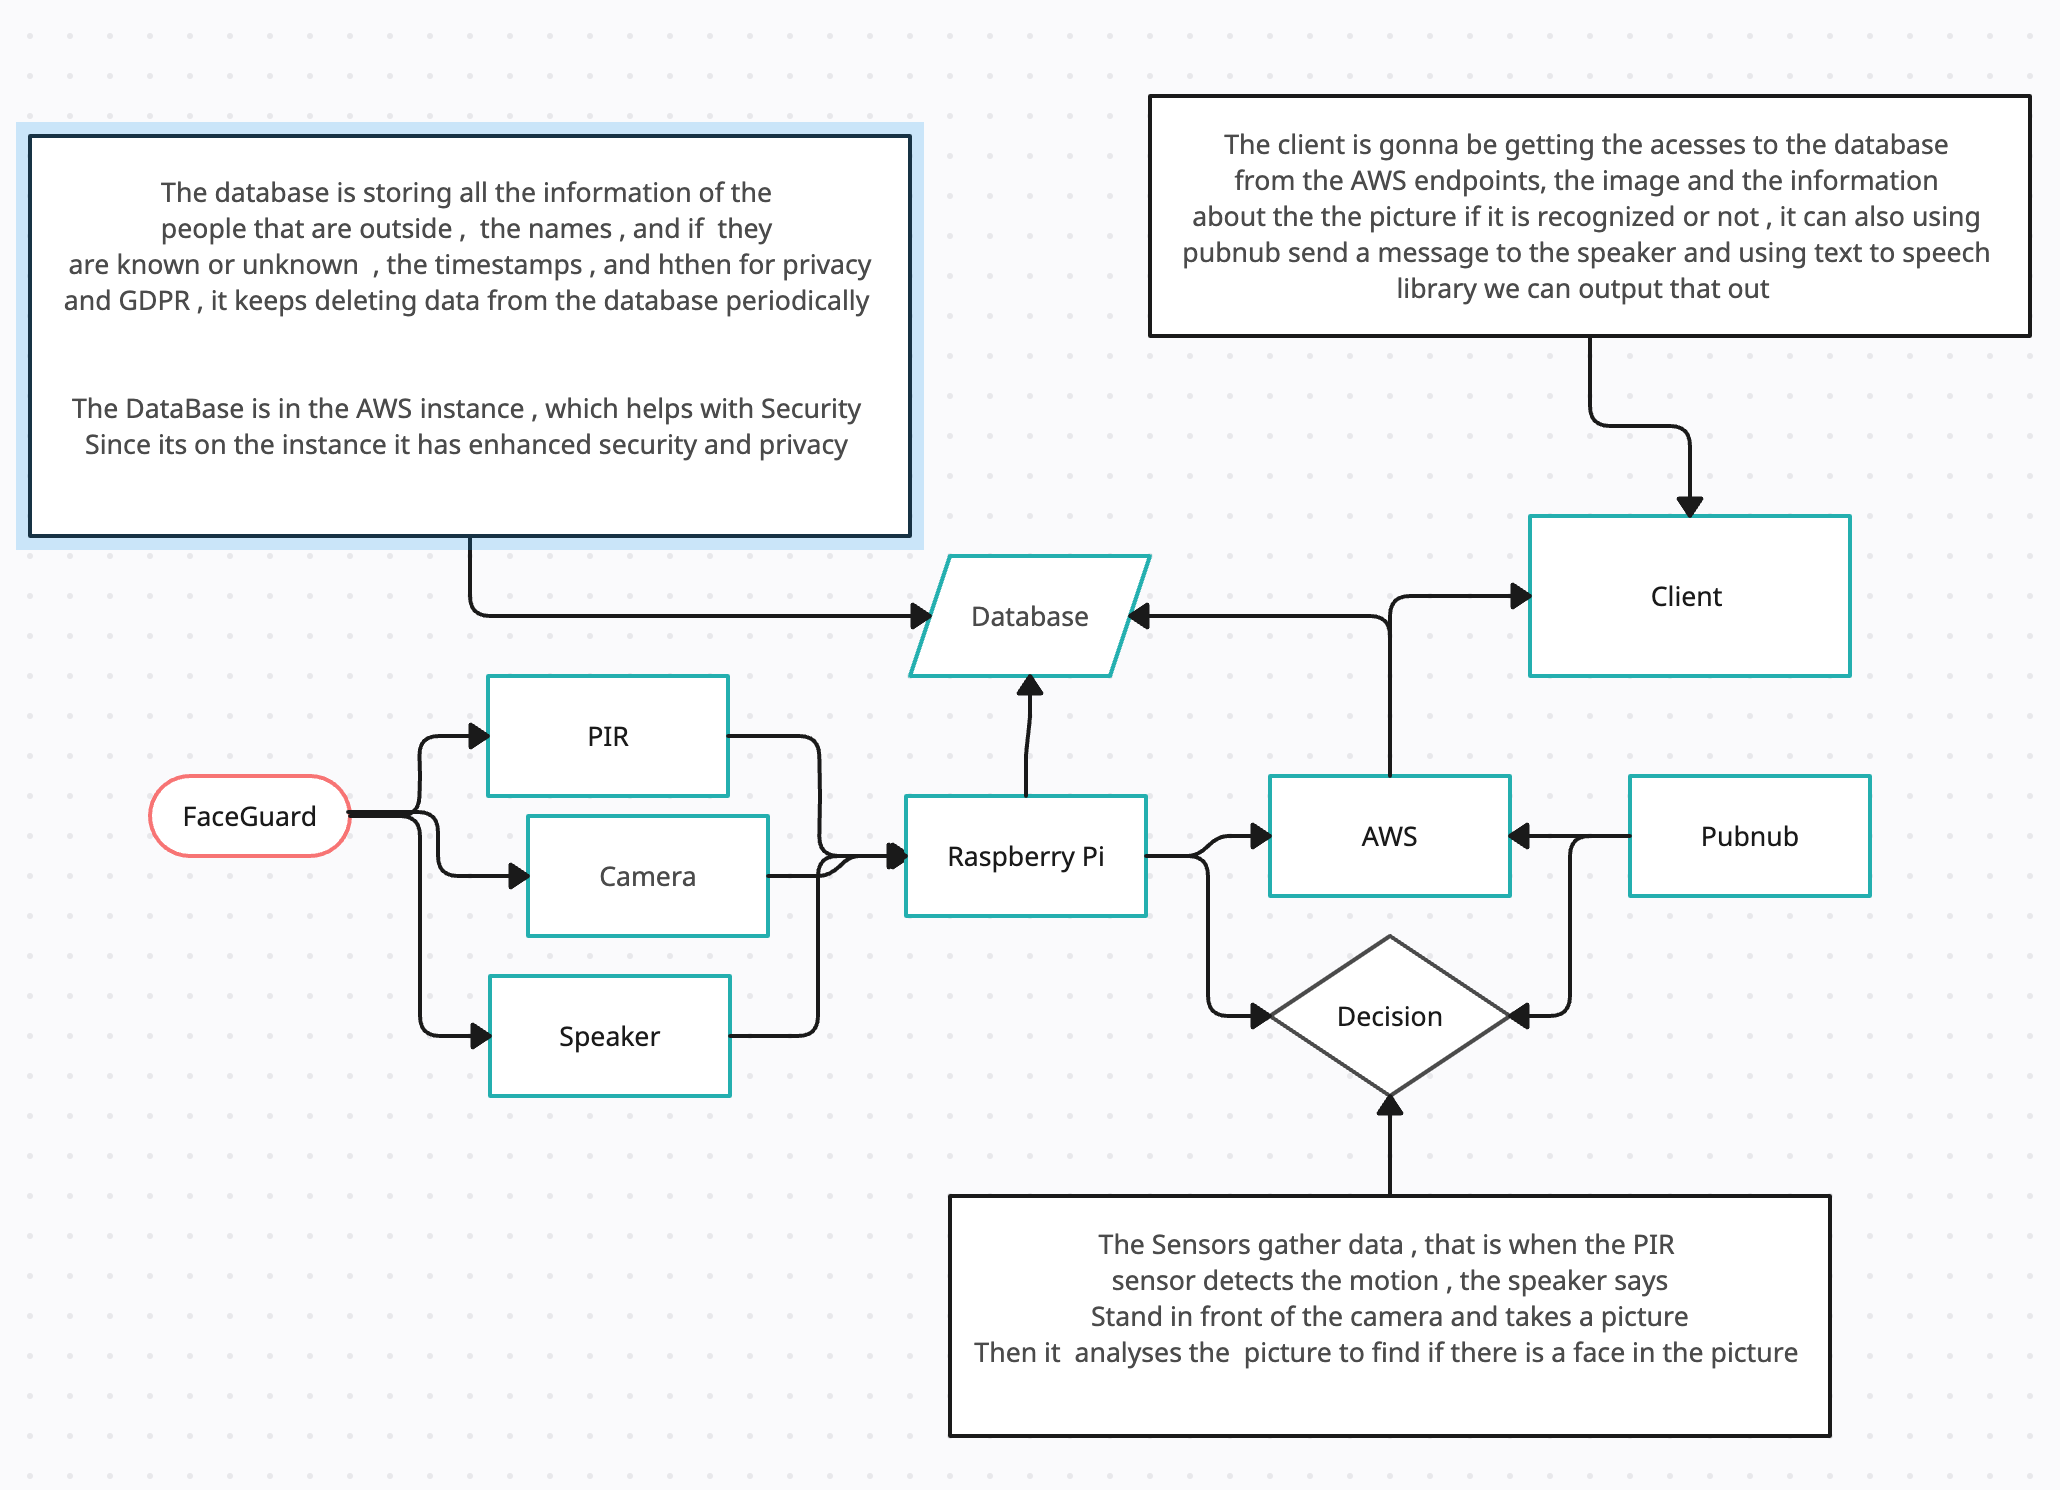 The client is gonna be getting the acesses to the database
from the AWS endpoints, the image and the information
about the the picture if it is recognized or not , it can also using
pubnub send a message to the speaker and using text to speech
library we can output that out
The database is storing all the information of the
people that are outside ,  the names , and if  they
are known or unknown  , the timestamps , and hthen for privacy
and GDPR , it keeps deleting data from the database periodically
The DataBase is in the AWS instance , which helps with Security
Since its on the instance it has enhanced security and privacy
Database
Client
PIR
FaceGuard
Camera
Speaker
Raspberry Pi
AWS
Pubnub
Decision
The Sensors gather data , that is when the PIR
sensor detects the motion , the speaker says
Stand in front of the camera and takes a picture
Then it  analyses the  picture to find if there is a face in the picture